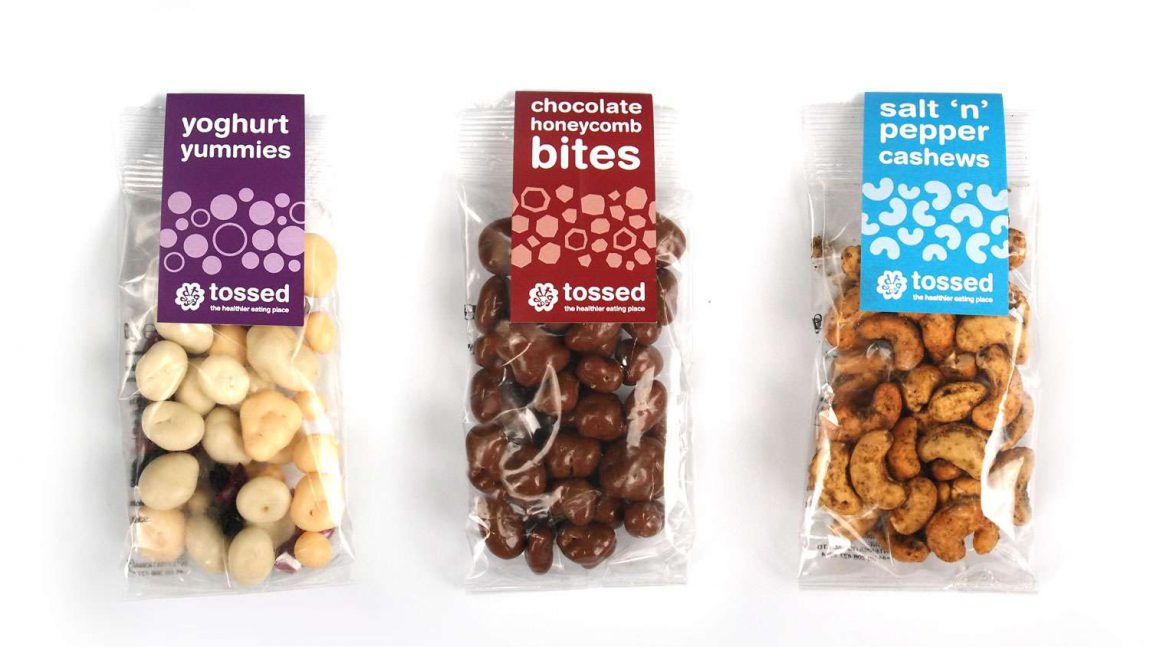 yoghurt
yummies
tossed
the healthier eating place
chocolate
honeycomb
bites
tossed
the healthier eating place
salt ‘n’
pepper
cashews
tossed
the healthier eating place